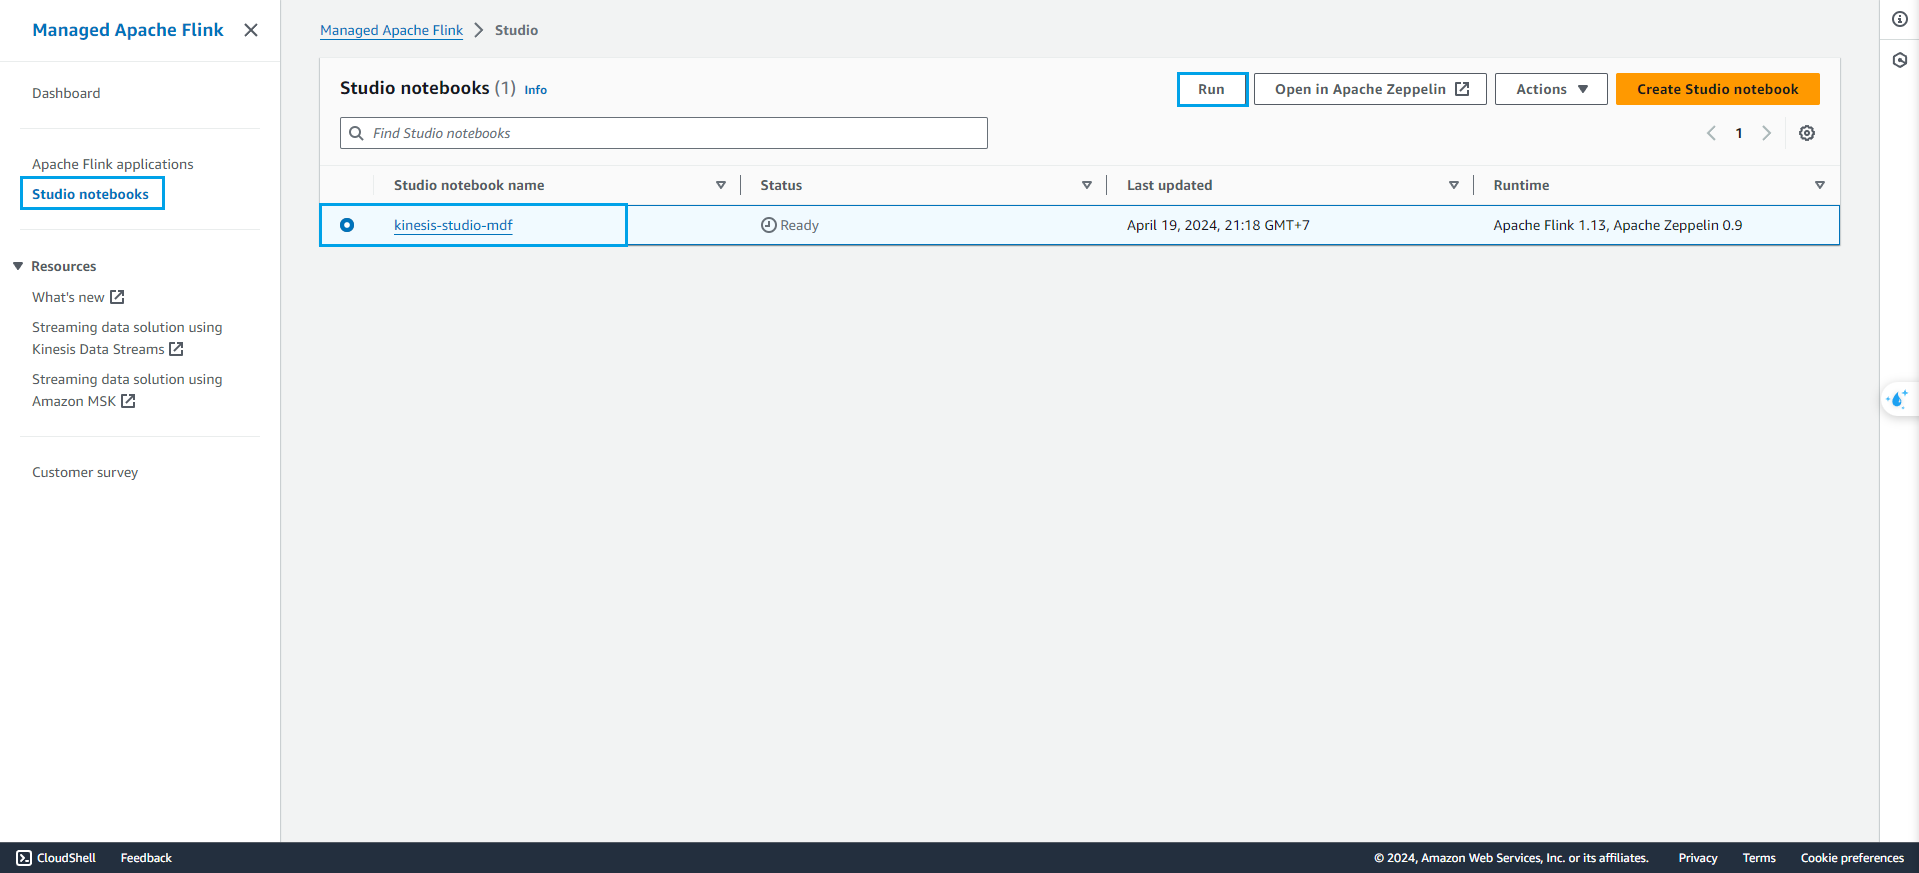 Managed Apache Flink
Dashboard
Apache Flink applications
Studio notebooks
Resources
What's new
Streaming data solution using
Kinesis Data Streams
Streaming data solution using
Amazon MSK
Customer survey
Managed Apache Flink Studio
Studio notebooks (1) Info
Run
Open in Apache Zeppelin
Actions
Create Studio notebook
Find Studio notebooks
1
Studio notebook name Status Last updated Runtime
kinesis-studio-mdf Ready April 19, 2024, 21:18 GMT+7 Apache Flink 1.13, Apache Zeppelin 0.9
CloudShell Feedback © 2024, Amazon Web Services, Inc. or its affiliates. Privacy Terms Cookie preferences